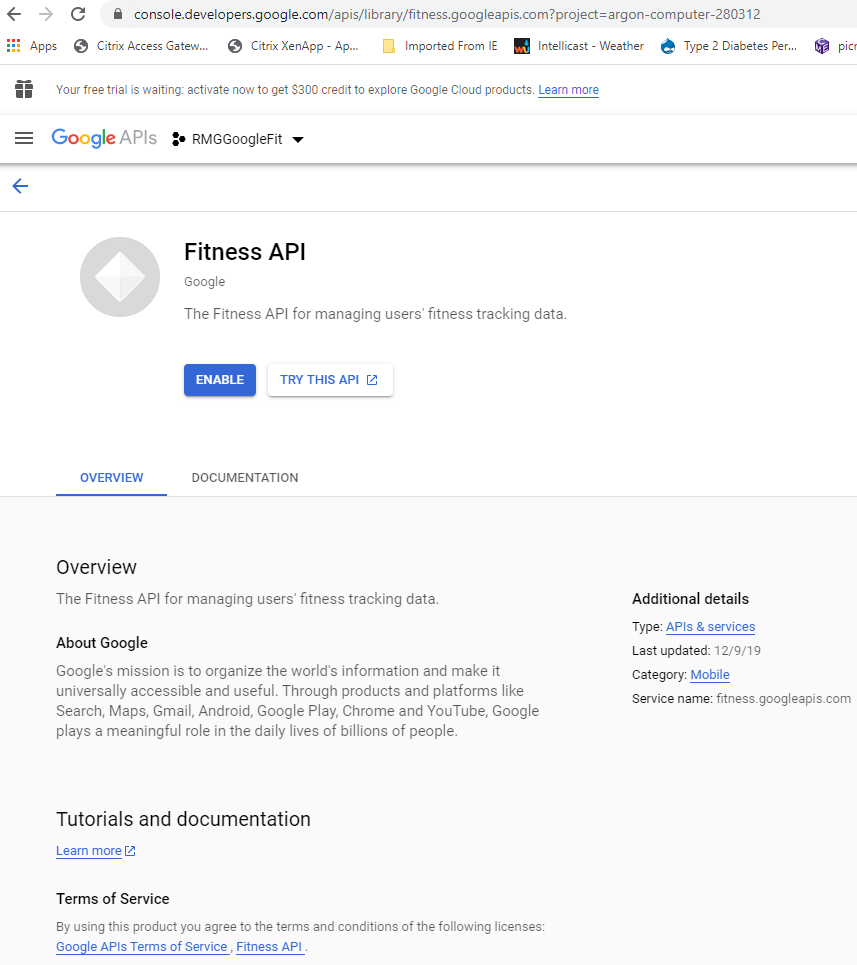 console.developers.google.com/apis/library/fitness.googleapis.com?project=argon-computer-280312
Apps Citrix Access Gatew... Citrix XenApp - Ap... Imported From IE Intellicast - Weather Type 2 Diabetes Per...
Your free trial is waiting: activate now to get $300 credit to explore Google Cloud products. Learn more
Google APIs RMGGoogleFit
Fitness API
Google
The Fitness API for managing users' fitness tracking data.
ENABLE TRY THIS API
OVERVIEW DOCUMENTATION
Overview
The Fitness API for managing users' fitness tracking data.
About Google
Google's mission is to organize the world's information and make it
universally accessible and useful. Through products and platforms like
Search, Maps, Gmail, Android, Google Play, Chrome and YouTube, Google
plays a meaningful role in the daily lives of billions of people.
Additional details
Type: APIs & services
Last updated: 12/9/19
Category: Mobile
Service name: fitness.googleapis.com
Tutorials and documentation
Learn more
Terms of Service
By using this product you agree to the terms and conditions of the following licenses:
Google APIs Terms of Service , Fitness API .